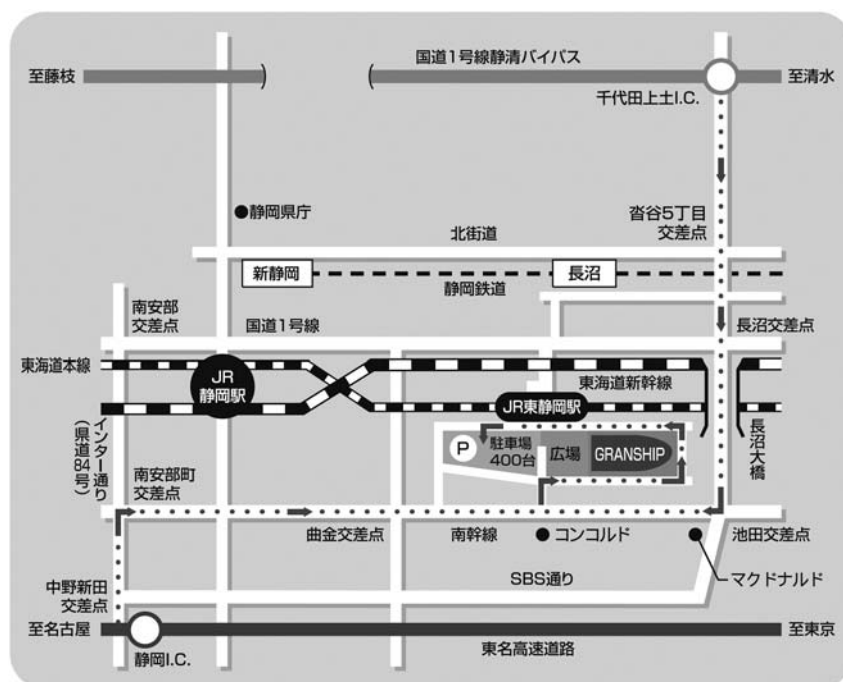 国道1号線静清バイパス
至藤枝
至清水
千代田上土I.C.
静岡県庁
沓谷5丁目
交差点
北街道
新静岡
長沼
静岡鉄道
南安部
交差点
国道1号線
長沼交差点
東海道本線
JR
静岡駅
東海道新幹線
JR東静岡駅
インター通り
(県道84号)
P
駐車場
400台
広場
GRANSHIP
長沼大橋
南安部町
交差点
曲金交差点
南幹線
コンコルド
池田交差点
SBS通り
マクドナルド
中野新田
交差点
至名古屋
至東京
静岡I.C.
東名高速道路